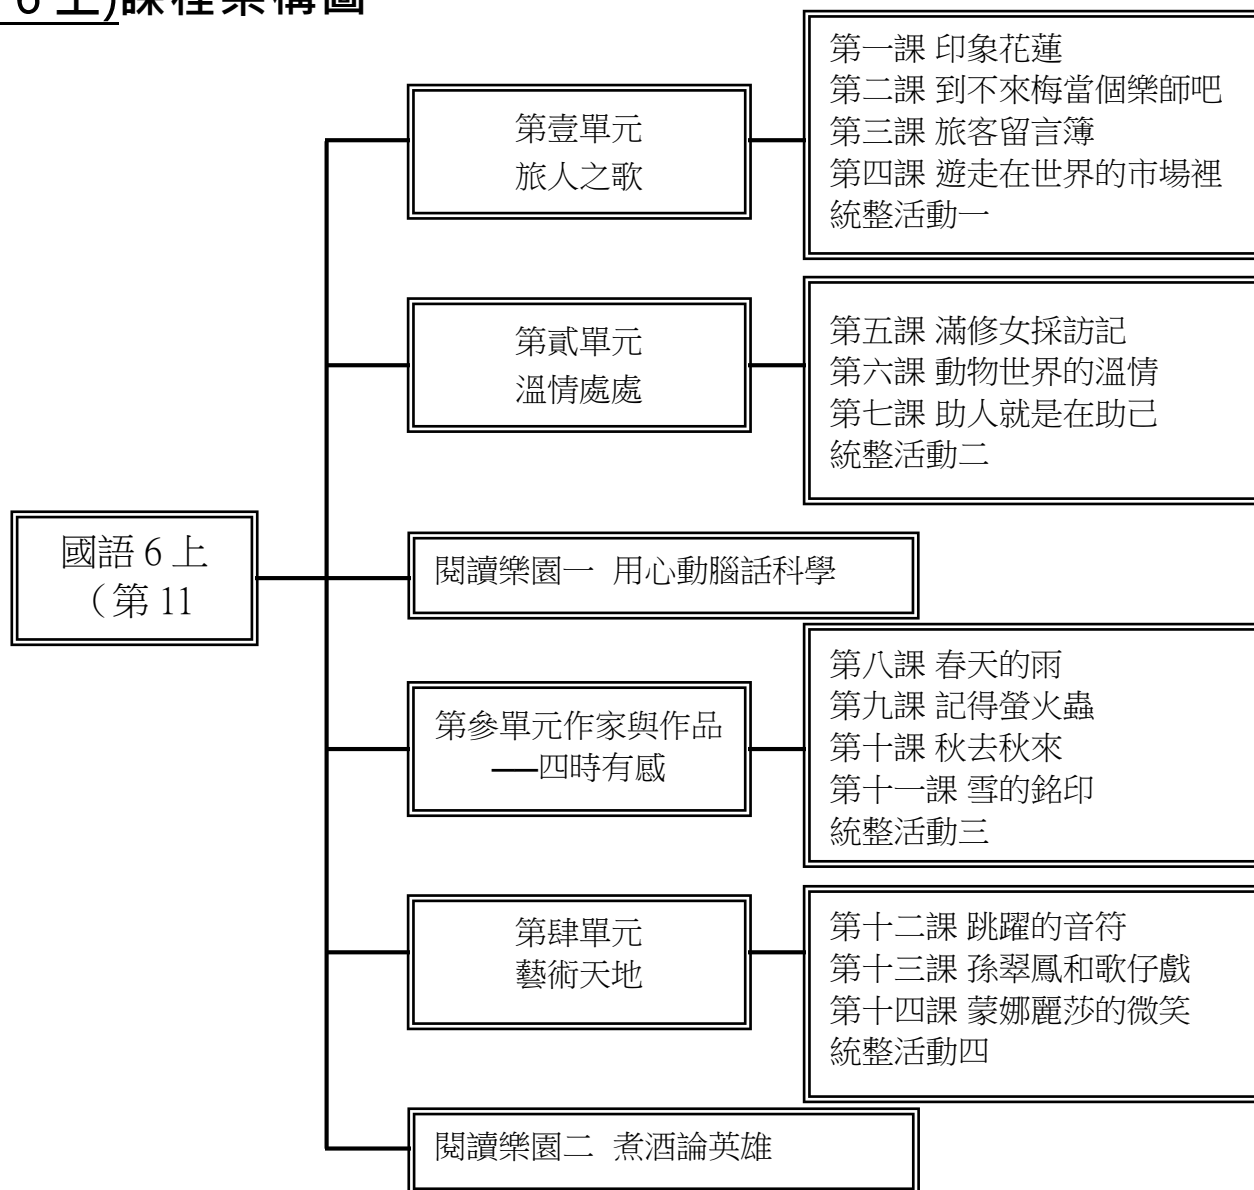 6 上)課程架構圖
國語 6 上
（第 11
第壹單元
旅人之歌
第一課 印象花蓮
第二課 到不來梅當個樂師吧
第三課 旅客留言簿
第四課 遊走在世界的市場裡
統整活動一
第貳單元
溫情處處
第五課 滿修女採訪記
第六課 動物世界的溫情
第七課 助人就是在助己
統整活動二
閱讀樂園一 用心動腦話科學
第參單元作家與作品
──四時有感
第八課 春天的雨
第九課 記得螢火蟲
第十課 秋去秋來
第十一課 雪的銘印
統整活動三
第肆單元
藝術天地
第十二課 跳躍的音符
第十三課 孫翠鳳和歌仔戲
第十四課 蒙娜麗莎的微笑
統整活動四
閱讀樂園二 煮酒論英雄